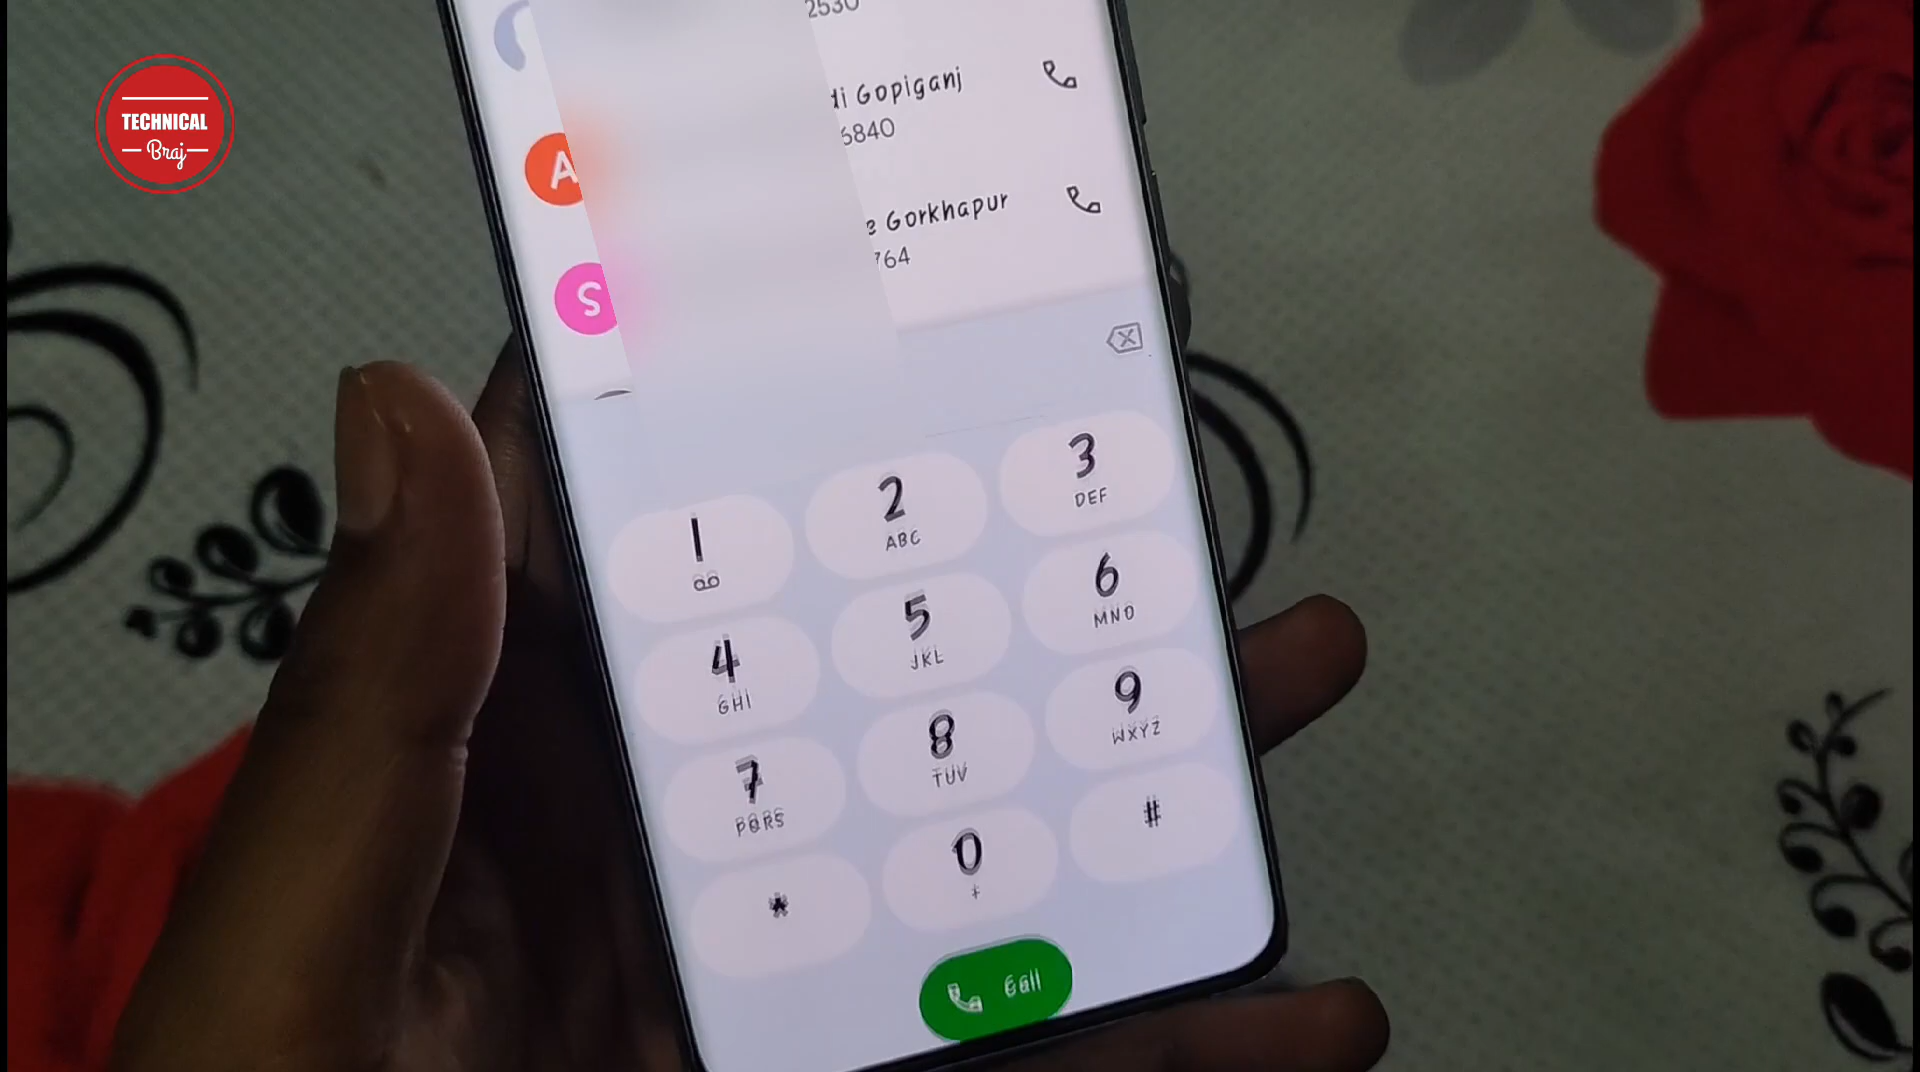 TECHNICAL
Braj
2530
di Gopiganj
6840
A
e Gorkhapur
764
S
1
2
ABC
3
DEF
4
GHI
5
JKL
6
MNO
7
PQRS
8
TUV
9
WXYZ
*
0
+
#
Call